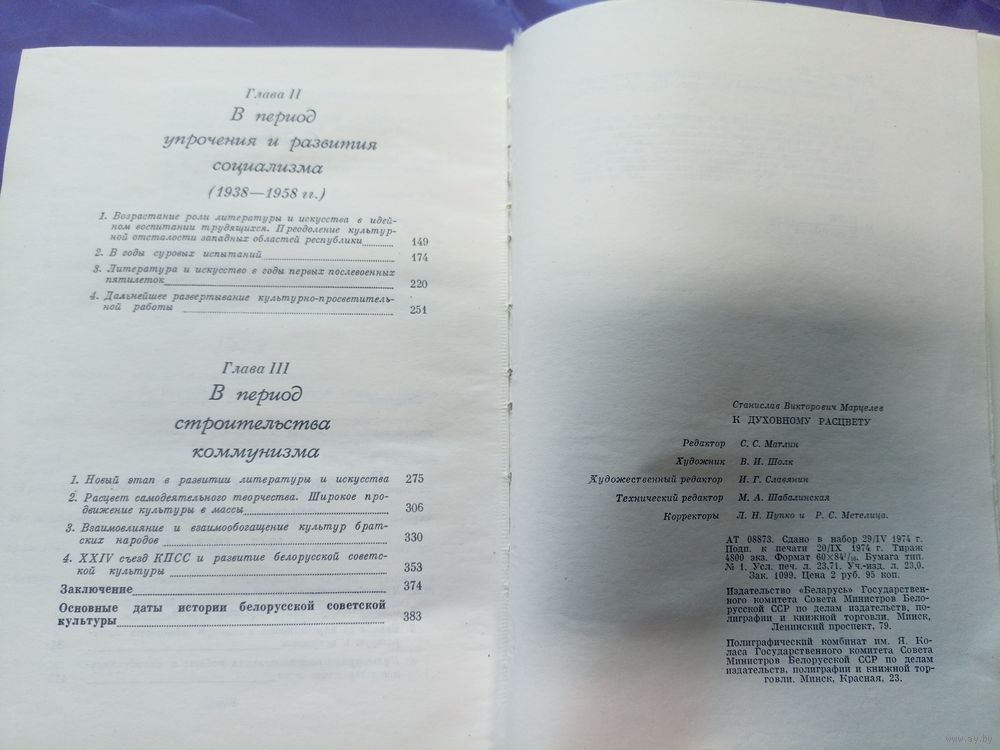 Глава II
В период
упрочения и развития
социализма
(1938—1958 гг.)
1. Возрастание роли литературы и искусства в идей-
ном воспитании трудящихся. Преодоление культур-
ной отсталости западных областей республики 149
2. В годы суровых испытаний 174
3. Литература и искусство в годы первых послевоенных
пятилеток 220
4. Дальнейшее развертывание культурно-просветитель-
ной работы 251
Глава III
В период
строительства
коммунизма
1. Новый этап в развитии литературы и искусства 275
2. Расцвет самодеятельного творчества. Широкое про-
движение культуры в массы 306
3. Взаимовлияние и взаимообогащение культур брат-
ских народов 330
4. XXIV съезд КПСС и развитие белорусской советс-
кой культуры 353
Заключение 374
Основные даты истории белорусской советской
культуры 383
Станислав Викторович Марцелев
К ДУХОВНОМУ РАСЦВЕТУ
Редактор С. С. Матлин
Художник В. И. Шолк
Художественный редактор И. Г. Славянин
Технический редактор М. А. Шабалинская
Корректоры Л. Н. Пупко и Р. С. Метелица.
АТ 08873. Сдано в набор 29/IV 1974 г.
Подп. к печати 20/IX 1974 г. Тираж
4800 экз. Формат 60×84¹/₁₆. Бумага тип.
№ 1. Усл. печ. л. 23,71. Уч.-изд. л. 23,0.
Зак. 1099. Цена 2 руб. 95 коп.
Издательство «Беларусь» Государствен-
ного комитета Совета Министров Бело-
русской ССР по делам издательств, по-
лиграфии и книжной торговли. Минск,
Ленинский проспект, 79.
Полиграфический комбинат им. Я. Ко-
ласа Государственного комитета Совета
Министров Белорусской ССР по делам
издательств, полиграфии и книжной тор-
говли. Минск, Красная, 23.
www.ay.by